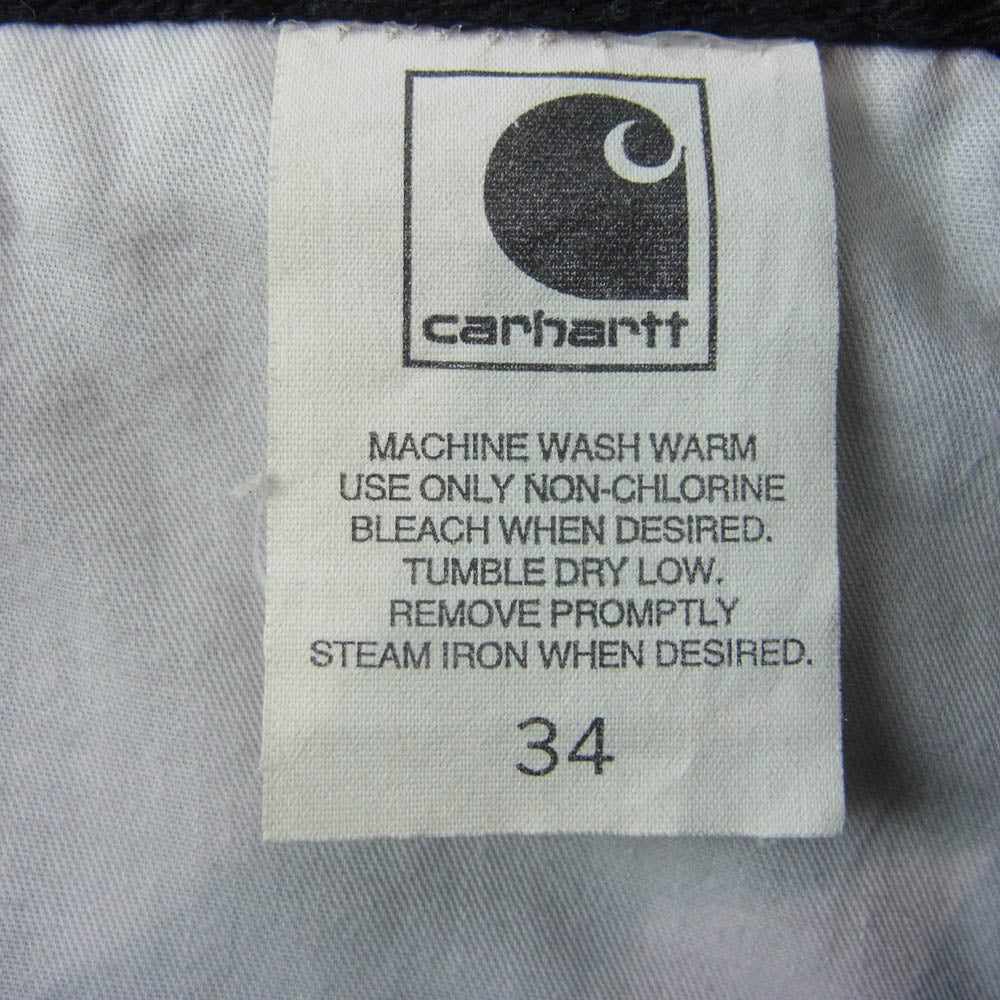 carhartt
MACHINE WASH WARM
USE ONLY NON-CHLORINE
BLEACH WHEN DESIRED.
TUMBLE DRY LOW.
REMOVE PROMPTLY
STEAM IRON WHEN DESIRED.
34